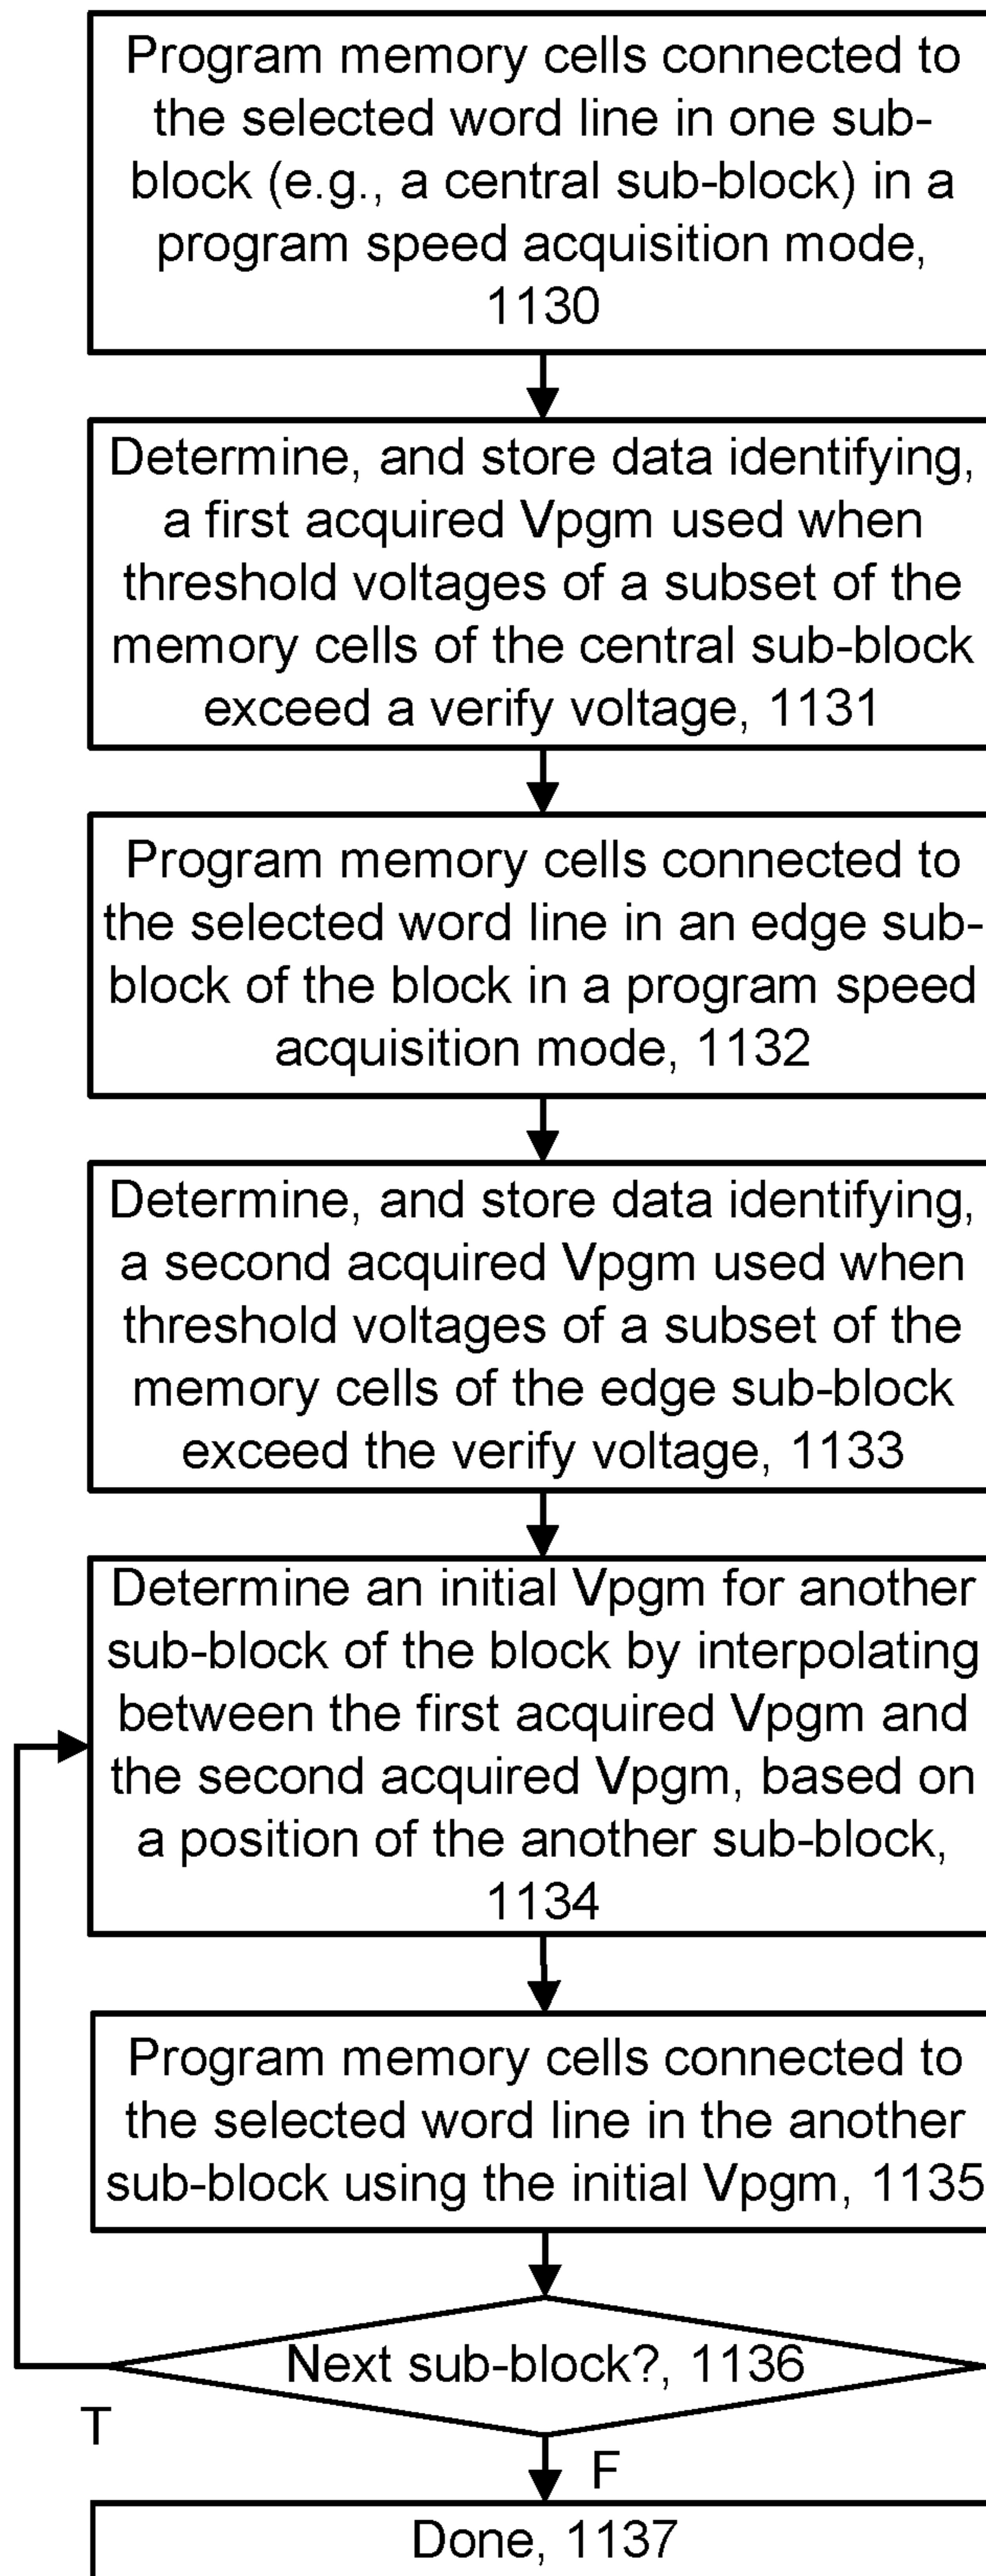 Program memory cells connected to
the selected word line in one sub-
block (e.g., a central sub-block) in a
program speed acquisition mode,
1130
Determine, and store data identifying,
a first acquired Vpgm used when
threshold voltages of a subset of the
memory cells of the central sub-block
exceed a verify voltage, 1131
Program memory cells connected to
the selected word line in an edge sub-
block of the block in a program speed
acquisition mode, 1132
Determine, and store data identifying,
a second acquired Vpgm used when
threshold voltages of a subset of the
memory cells of the edge sub-block
exceed the verify voltage, 1133
Determine an initial Vpgm for another
sub-block of the block by interpolating
between the first acquired Vpgm and
the second acquired Vpgm, based on
a position of the another sub-block,
1134
Program memory cells connected to
the selected word line in the another
sub-block using the initial Vpgm, 1135
Next sub-block?, 1136
T
F
Done, 1137